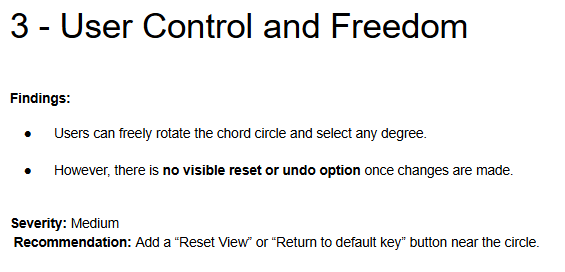 3 - User Control and Freedom
Findings:
● Users can freely rotate the chord circle and select any degree.
● However, there is no visible reset or undo option once changes are made.
Severity: Medium
Recommendation: Add a “Reset View” or “Return to default key” button near the circle.